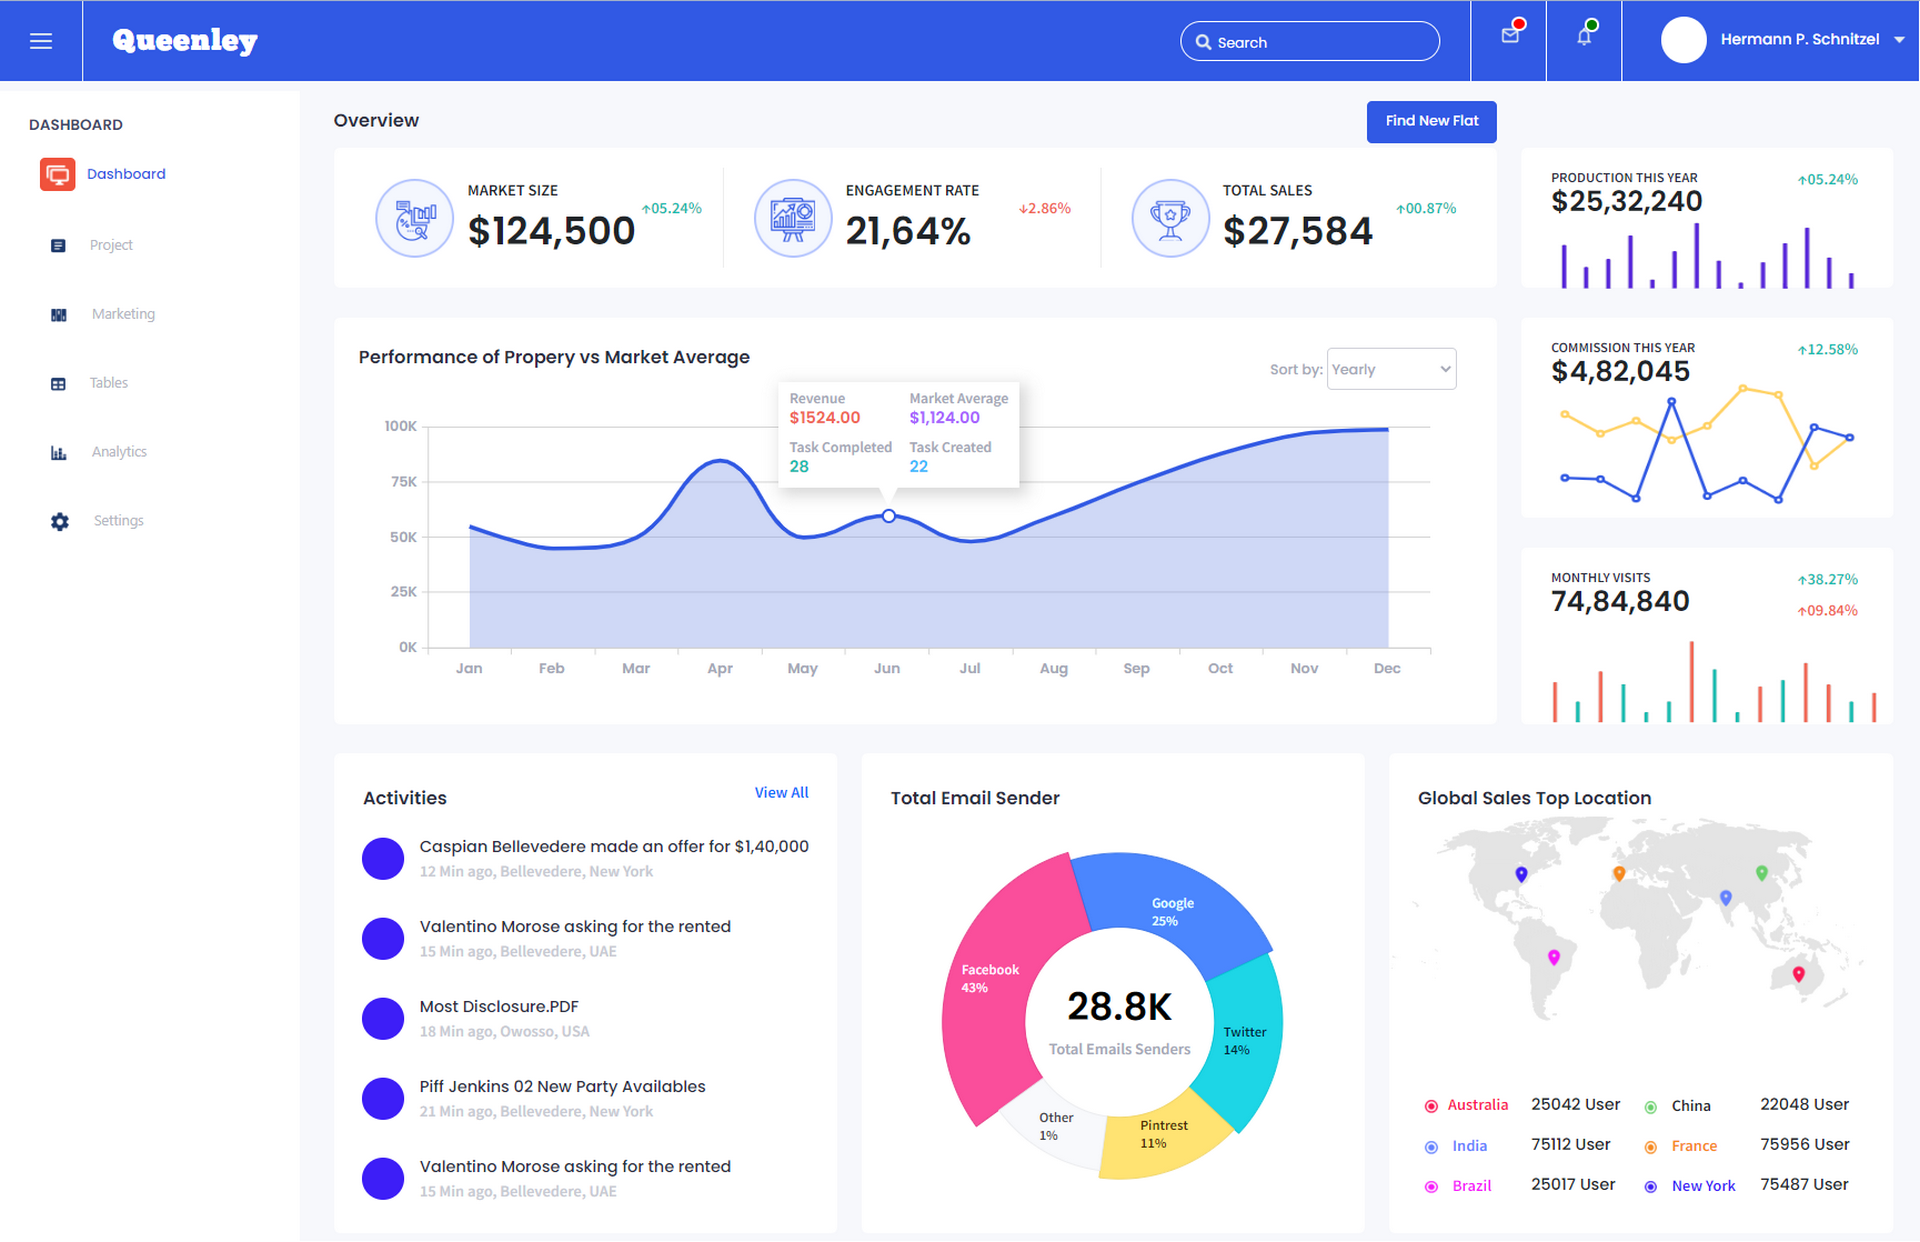 Queenley
Search
Hermann P. Schnitzel
DASHBOARD
Dashboard
Project
Marketing
Tables
Analytics
Settings
Overview
Find New Flat
MARKET SIZE
$124,500
↑05.24%
ENGAGEMENT RATE
21,64%
↓2.86%
TOTAL SALES
$27,584
↑00.87%
PRODUCTION THIS YEAR
$25,32,240
↑05.24%
Performance of Propery vs Market Average
Sort by: Yearly
Revenue Market Average
$1524.00 $1,124.00
Task Completed Task Created
28 22
100K
75K
50K
25K
0K
Jan Feb Mar Apr May Jun Jul Aug Sep Oct Nov Dec
COMMISSION THIS YEAR
$4,82,045
↑12.58%
MONTHLY VISITS
74,84,840
↑38.27%
↑09.84%
Activities
View All
Caspian Bellevedere made an offer for $1,40,000
12 Min ago, Bellevedere, New York
Valentino Morose asking for the rented
15 Min ago, Bellevedere, UAE
Most Disclosure.PDF
18 Min ago, Owosso, USA
Piff Jenkins 02 New Party Availables
21 Min ago, Bellevedere, New York
Valentino Morose asking for the rented
15 Min ago, Bellevedere, UAE
Total Email Sender
Google
25%
Facebook
43%
28.8K
Total Emails Senders
Twitter
14%
Other
1%
Pintrest
11%
Global Sales Top Location
Australia 25042 User
China 22048 User
India 75112 User
France 75956 User
Brazil 25017 User
New York 75487 User